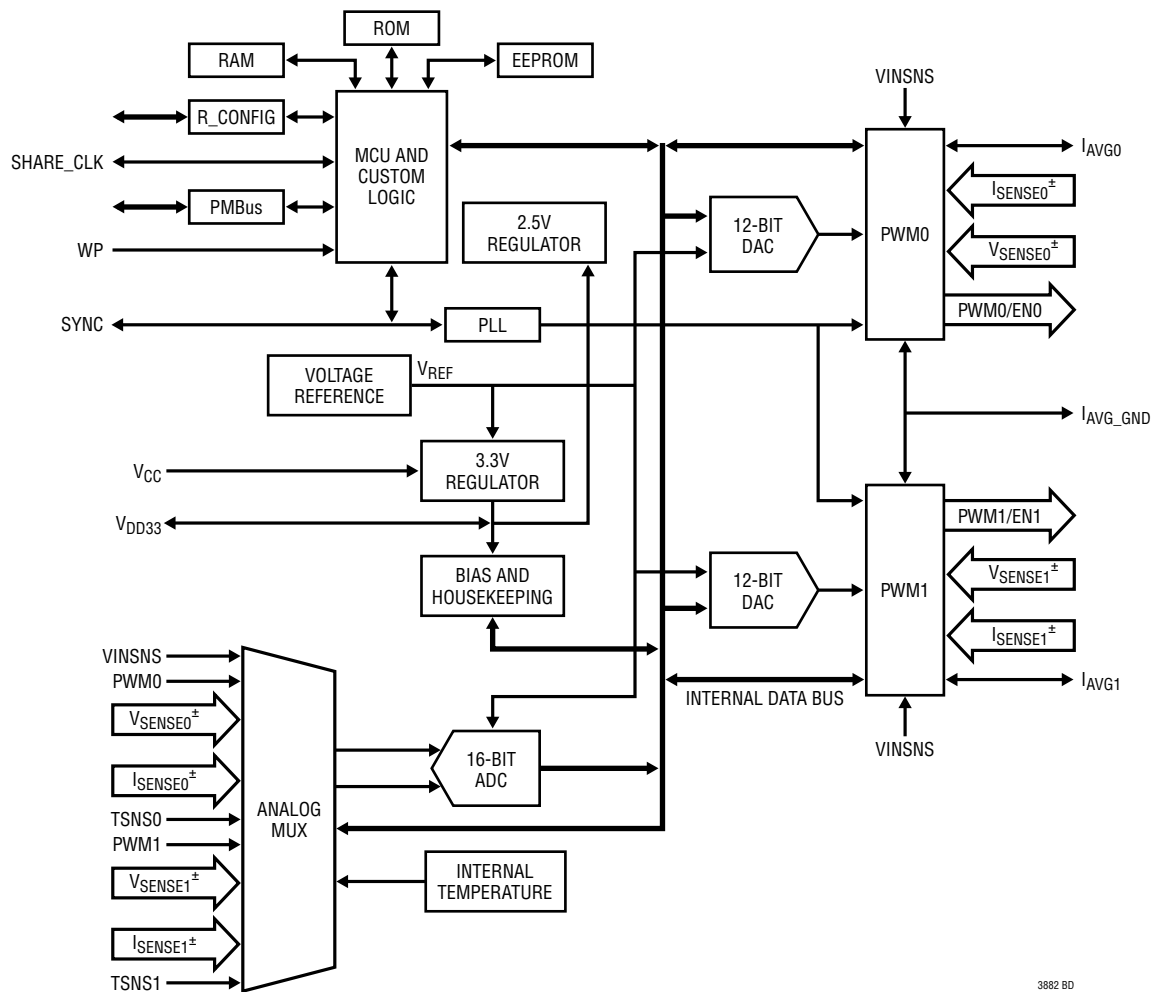 ROM
RAM
EEPROM
R_CONFIG
SHARE_CLK
PMBus
WP
MCU AND
CUSTOM
LOGIC
2.5V
REGULATOR
SYNC
PLL
VOLTAGE
REFERENCE
VREF
VCC
3.3V
REGULATOR
VDD33
BIAS AND
HOUSEKEEPING
VINSNS
12-BIT
DAC
PWM0
IAVG0
ISENSE0±
VSENSE0±
PWM0/EN0
IAVG_GND
12-BIT
DAC
PWM1
PWM1/EN1
VSENSE1±
ISENSE1±
IAVG1
INTERNAL DATA BUS
VINSNS
VINSNS
PWM0
VSENSE0±
ISENSE0±
TSNS0
PWM1
VSENSE1±
ISENSE1±
TSNS1
ANALOG
MUX
16-BIT
ADC
INTERNAL
TEMPERATURE
3882 BD